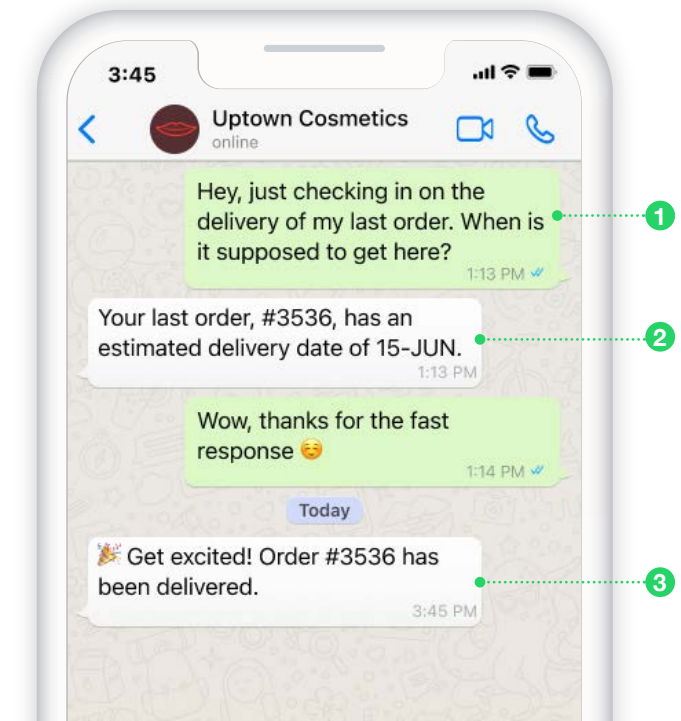 3:45
Uptown Cosmetics
online
Hey, just checking in on the
delivery of my last order. When is
it supposed to get here?
1:13 PM
1
Your last order, #3536, has an
estimated delivery date of 15-JUN.
1:13 PM
2
Wow, thanks for the fast
response ☺️
1:14 PM
Today
🎉 Get excited! Order #3536 has
been delivered.
3:45 PM
3